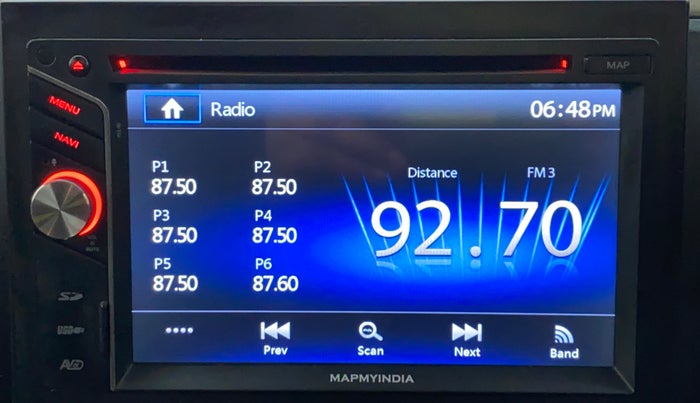 MAP
MENU
NAVI
Radio
06:48PM
P1
87.50
P2
87.50
P3
87.50
P4
87.50
P5
87.50
P6
87.60
Distance
FM3
92.70
Prev
Scan
Next
Band
MAPMYINDIA